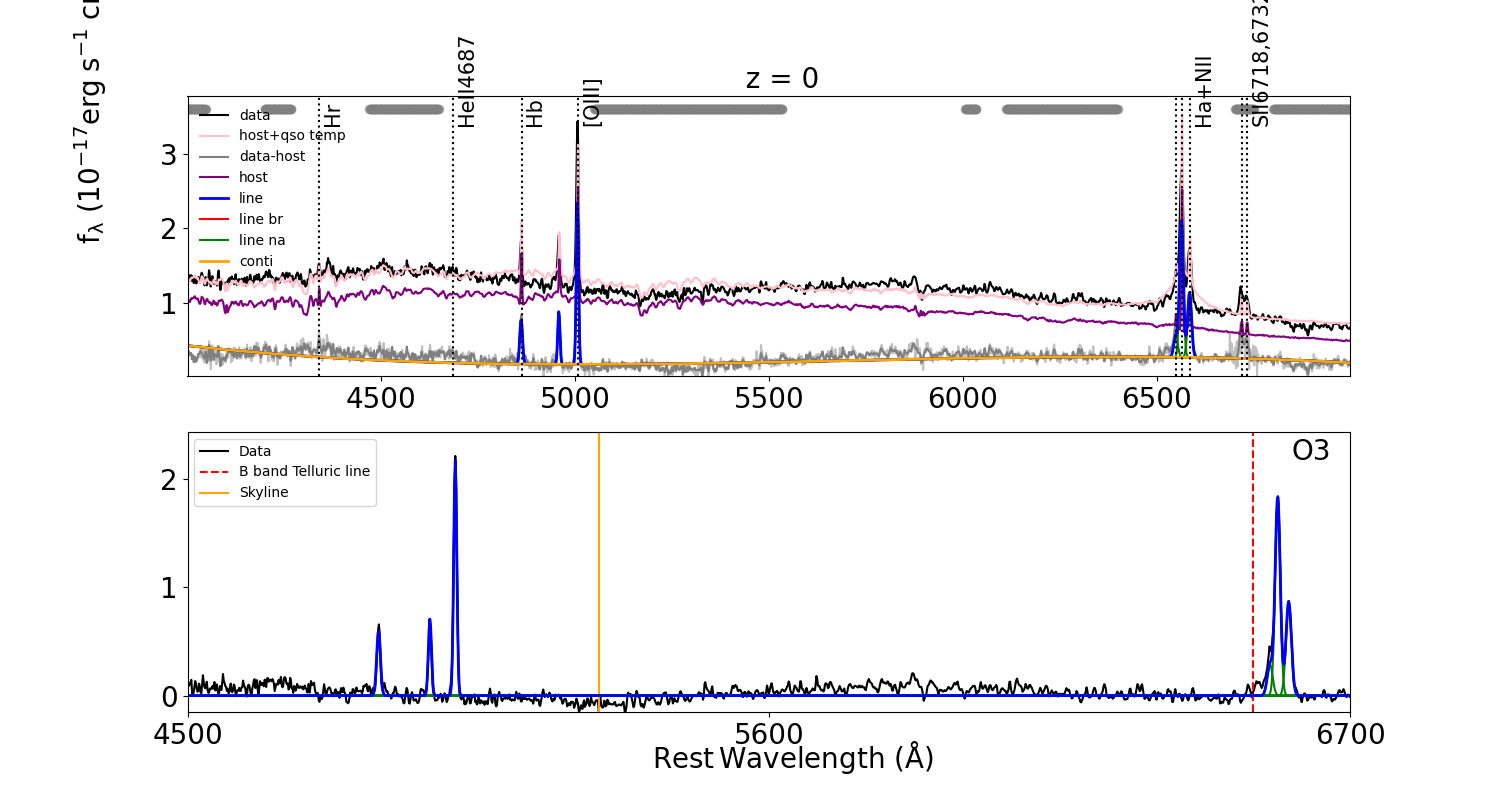 z = 0
f_λ (10^−17 erg s^−1 c
Hr
HeII4687
Hb
[OIII]
Ha+NII
SII6718,6732
data
host+qso temp
data-host
host
line
line br
line na
conti
3
2
1
4500 5000 5500 6000 6500
Data
B band Telluric line
Skyline
O3
2
1
0
4500 5600 6700
Rest Wavelength (Å)